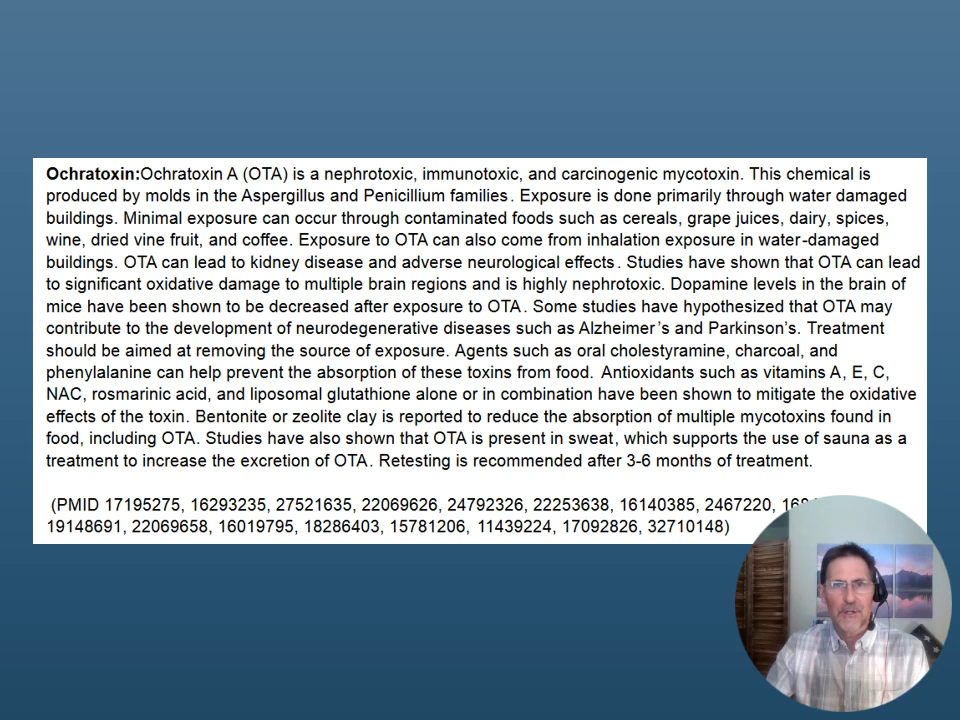 Ochratoxin:Ochratoxin A (OTA) is a nephrotoxic, immunotoxic, and carcinogenic mycotoxin. This chemical is
produced by molds in the Aspergillus and Penicillium families. Exposure is done primarily through water damaged
buildings. Minimal exposure can occur through contaminated foods such as cereals, grape juices, dairy, spices,
wine, dried vine fruit, and coffee. Exposure to OTA can also come from inhalation exposure in water-damaged
buildings. OTA can lead to kidney disease and adverse neurological effects. Studies have shown that OTA can lead
to significant oxidative damage to multiple brain regions and is highly nephrotoxic. Dopamine levels in the brain of
mice have been shown to be decreased after exposure to OTA. Some studies have hypothesized that OTA may
contribute to the development of neurodegenerative diseases such as Alzheimer's and Parkinson's. Treatment
should be aimed at removing the source of exposure. Agents such as oral cholestyramine, charcoal, and
phenylalanine can help prevent the absorption of these toxins from food. Antioxidants such as vitamins A, E, C,
NAC, rosmarinic acid, and liposomal glutathione alone or in combination have been shown to mitigate the oxidative
effects of the toxin. Bentonite or zeolite clay is reported to reduce the absorption of multiple mycotoxins found in
food, including OTA. Studies have also shown that OTA is present in sweat, which supports the use of sauna as a
treatment to increase the excretion of OTA. Retesting is recommended after 3-6 months of treatment.
(PMID 17195275, 16293235, 27521635, 22069626, 24792326, 22253638, 16140385, 2467220,
19148691, 22069658, 16019795, 18286403, 15781206, 11439224, 17092826, 32710148)